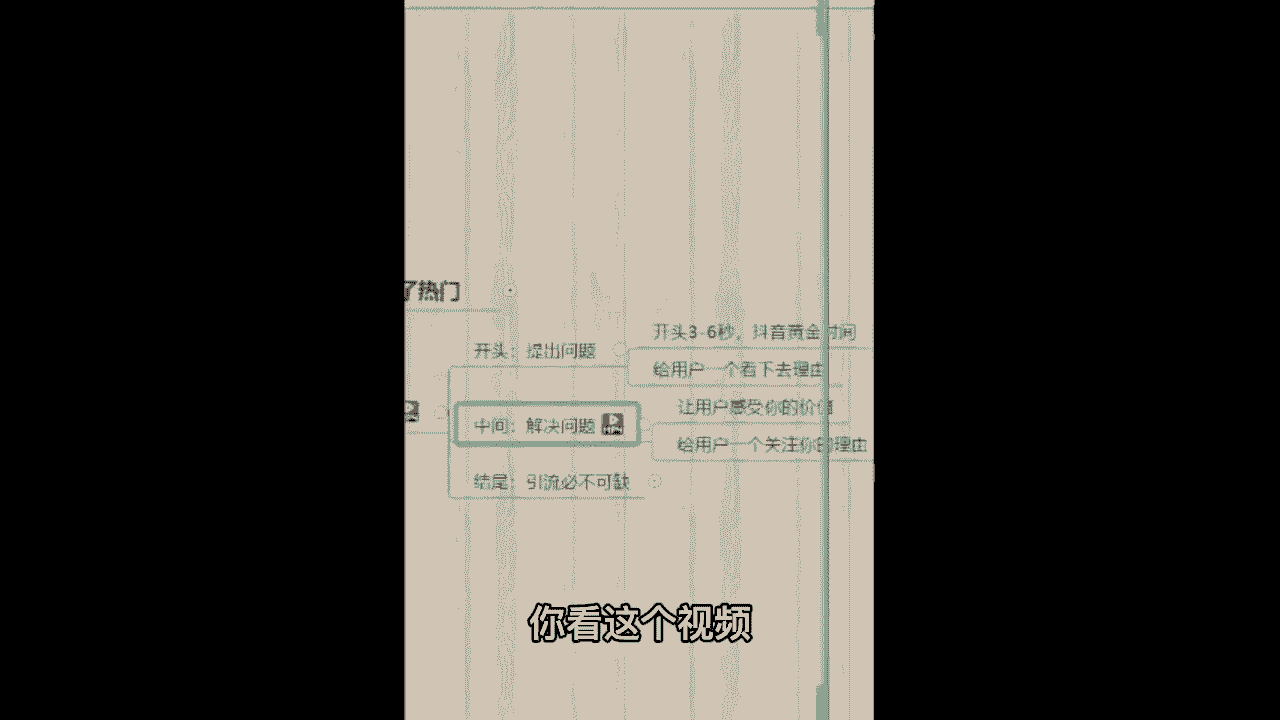 了热门
开头3-6秒，抖音黄金时间
开头：提出问题
给用户一个看下去理由
让用户感受你的价值
中间：解决问题
给用户一个关注你的理由
结尾：引流必不可缺
你看这个视频